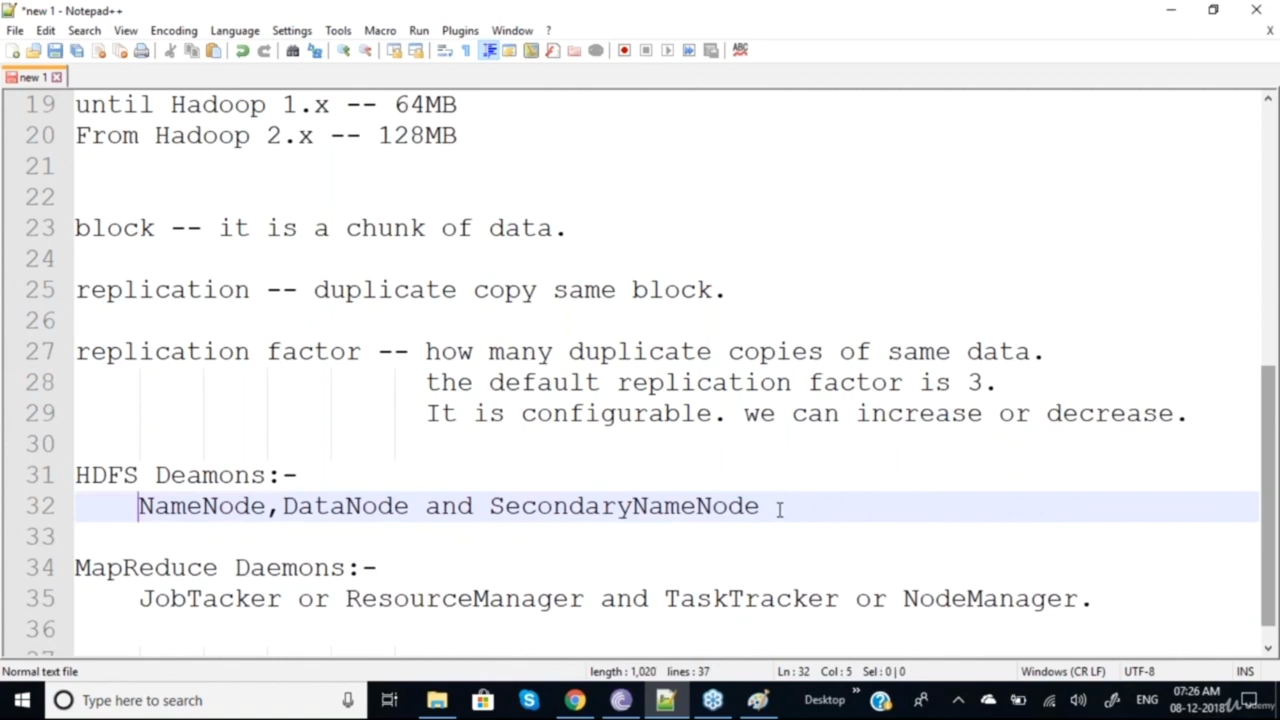 *new 1 - Notepad++
File Edit Search View Encoding Language Settings Tools Macro Run Plugins Window ? X
new 1
19 until Hadoop 1.x -- 64MB
20 From Hadoop 2.x -- 128MB
21
22
23 block -- it is a chunk of data.
24
25 replication -- duplicate copy same block.
26
27 replication factor -- how many duplicate copies of same data.
28 the default replication factor is 3.
29 It is configurable. we can increase or decrease.
30
31 HDFS Deamons:-
32 NameNode,DataNode and SecondaryNameNode
33
34 MapReduce Daemons:-
35 JobTacker or ResourceManager and TaskTracker or NodeManager.
36
Normal text file length : 1,020 lines : 37 Ln : 32 Col : 5 Sel : 0 | 0 Windows (CR LF) UTF-8 INS
Type here to search Desktop ENG 07:26 AM
08-12-2018